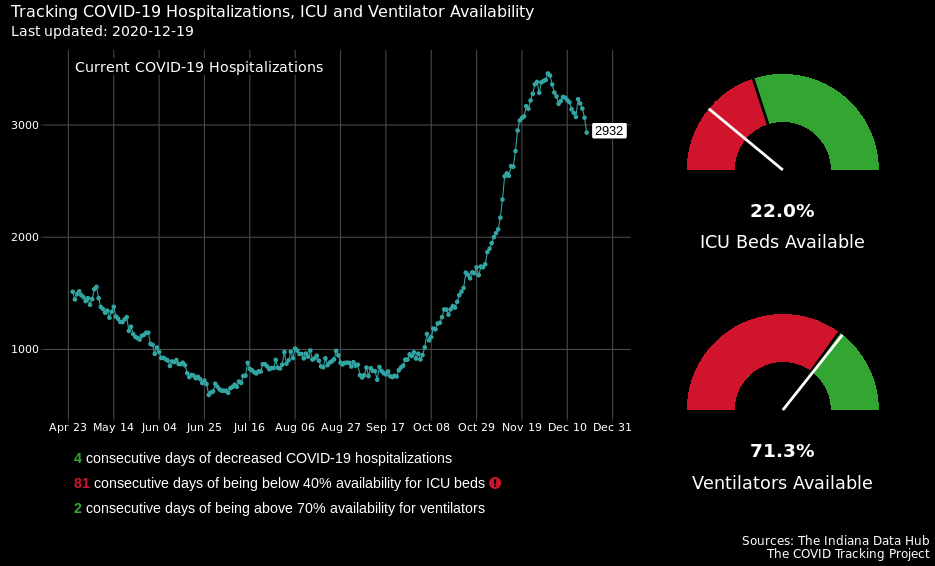 Tracking COVID-19 Hospitalizations, ICU and Ventilator Availability
Last updated: 2020-12-19
Current COVID-19 Hospitalizations
3000
2932
2000
1000
Apr 23 May 14 Jun 04 Jun 25 Jul 16 Aug 06 Aug 27 Sep 17 Oct 08 Oct 29 Nov 19 Dec 10 Dec 31
22.0%
ICU Beds Available
71.3%
Ventilators Available
4 consecutive days of decreased COVID-19 hospitalizations
81 consecutive days of being below 40% availability for ICU beds
2 consecutive days of being above 70% availability for ventilators
Sources: The Indiana Data Hub
The COVID Tracking Project